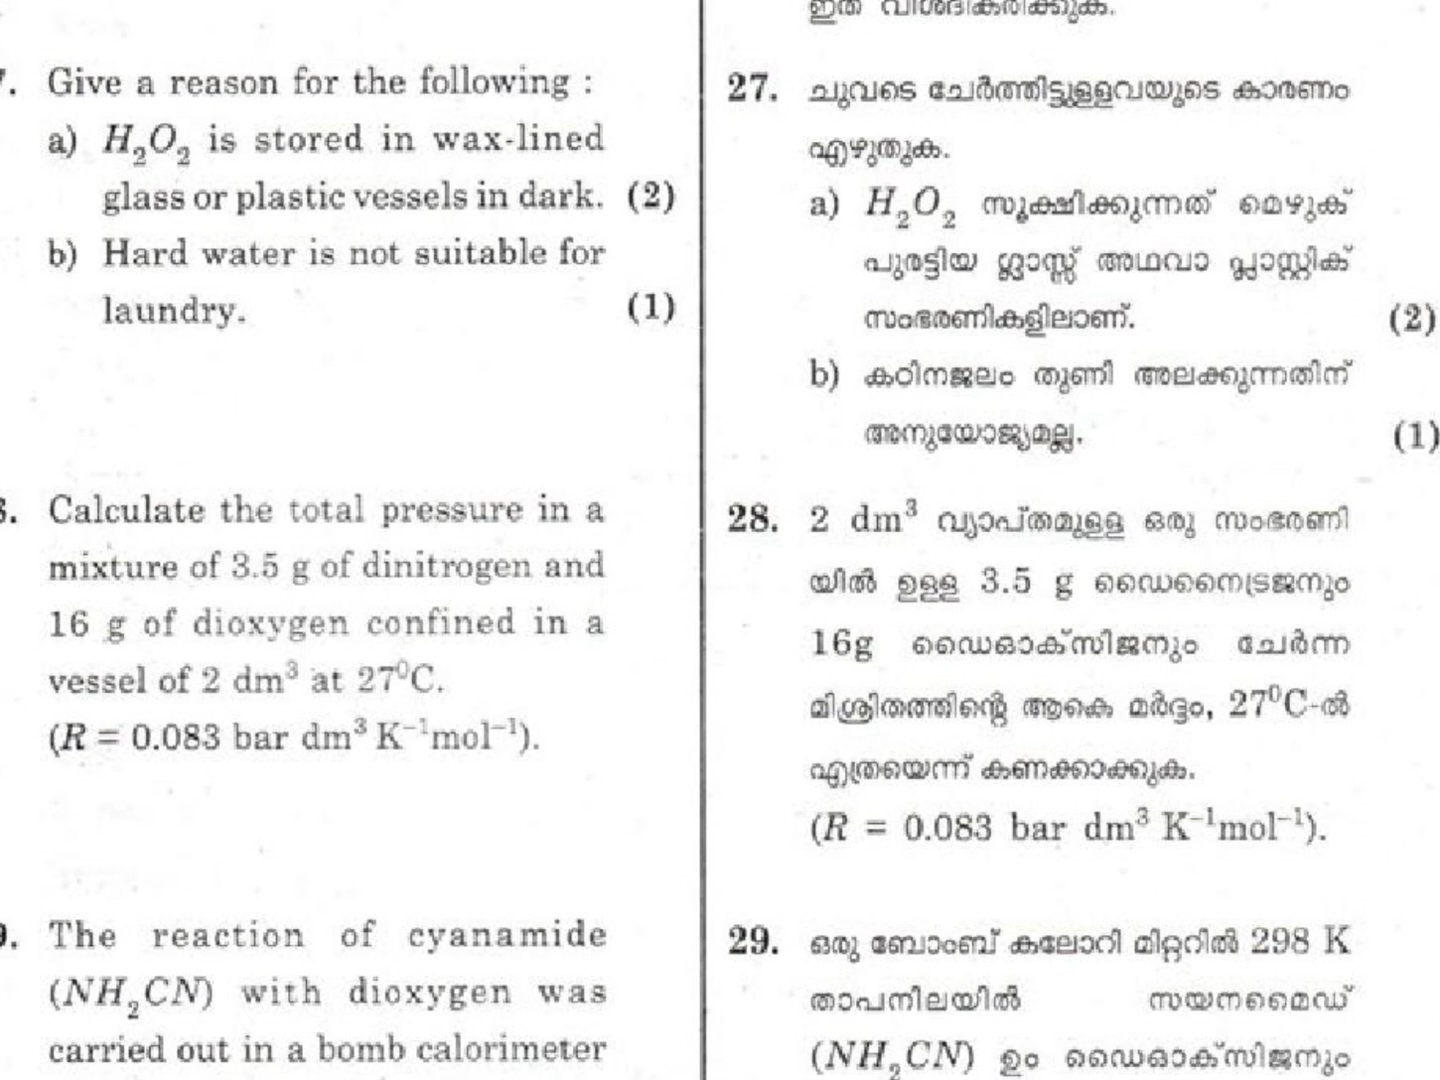 7. Give a reason for the following :
a) H₂O₂ is stored in wax-lined
glass or plastic vessels in dark. (2)
b) Hard water is not suitable for
laundry. (1)
Calculate the total pressure in a
mixture of 3.5 g of dinitrogen and
16 g of dioxygen confined in a
vessel of 2 dm³ at 27⁰C.
(R = 0.083 bar dm³ K⁻¹mol⁻¹).
The reaction of cyanamide
(NH₂CN) with dioxygen was
carried out in a bomb calorimeter
ഇത് വിശദീകരിക്കുക.
27. ചുവടെ ചേർത്തിട്ടുള്ളവയുടെ കാരണം
എഴുതുക.
a) H₂O₂ സൂക്ഷിക്കുന്നത് മെഴുക്
പുരട്ടിയ ഗ്ലാസ്സ് അഥവാ പ്ലാസ്റ്റിക്
സംഭരണികളിലാണ്. (2)
b) കഠിനജലം തുണി അലക്കുന്നതിന്
അനുയോജ്യമല്ല. (1)
28. 2 dm³ വ്യാപ്തമുള്ള ഒരു സംഭരണി
യിൽ ഉള്ള 3.5 g ഡൈനൈട്രജനും
16g ഡൈഓക്സിജനും ചേർന്ന
മിശ്രിതത്തിന്റെ ആകെ മർദ്ദം, 27⁰C-ൽ
എത്രയെന്ന് കണക്കാക്കുക.
(R = 0.083 bar dm³ K⁻¹mol⁻¹).
29. ഒരു ബോംബ് കലോറി മീറ്ററിൽ 298 K
താപനിലയിൽ സയനമൈഡ്
(NH₂CN) ഉം ഡൈഓക്സിജനും